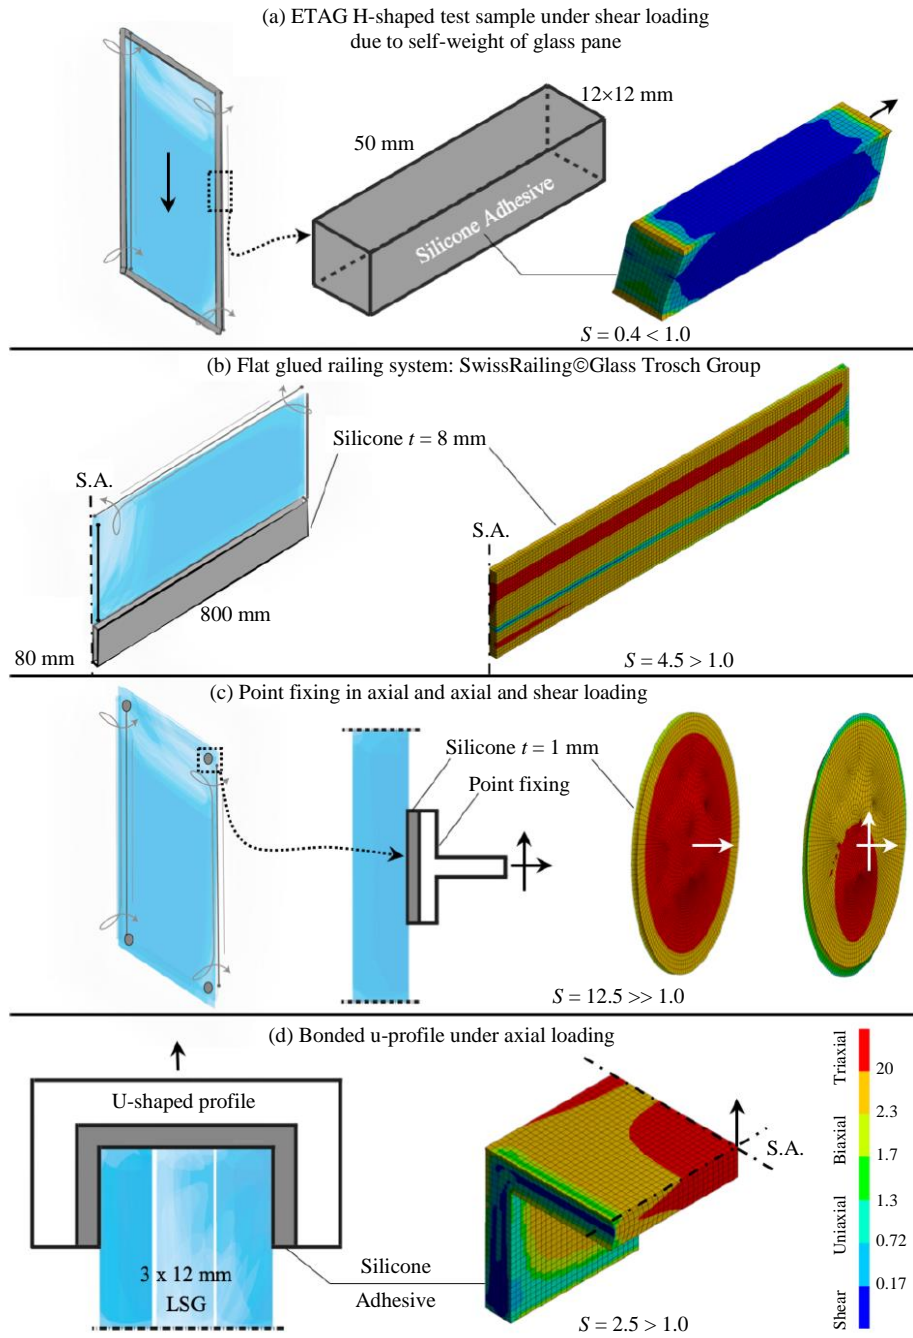 (a) ETAG H-shaped test sample under shear loading
due to self-weight of glass pane
12×12 mm
50 mm
Silicone Adhesive
S = 0.4 < 1.0
(b) Flat glued railing system: SwissRailing©Glass Trosch Group
Silicone t = 8 mm
S.A.
S.A.
800 mm
80 mm
S = 4.5 > 1.0
(c) Point fixing in axial and axial and shear loading
Silicone t = 1 mm
Point fixing
S = 12.5 >> 1.0
(d) Bonded u-profile under axial loading
U-shaped profile
S.A.
3 x 12 mm
LSG
Silicone
Adhesive
S = 2.5 > 1.0
Triaxial
20
2.3
Biaxial
1.7
1.3
Uniaxial
0.72
0.17
Shear